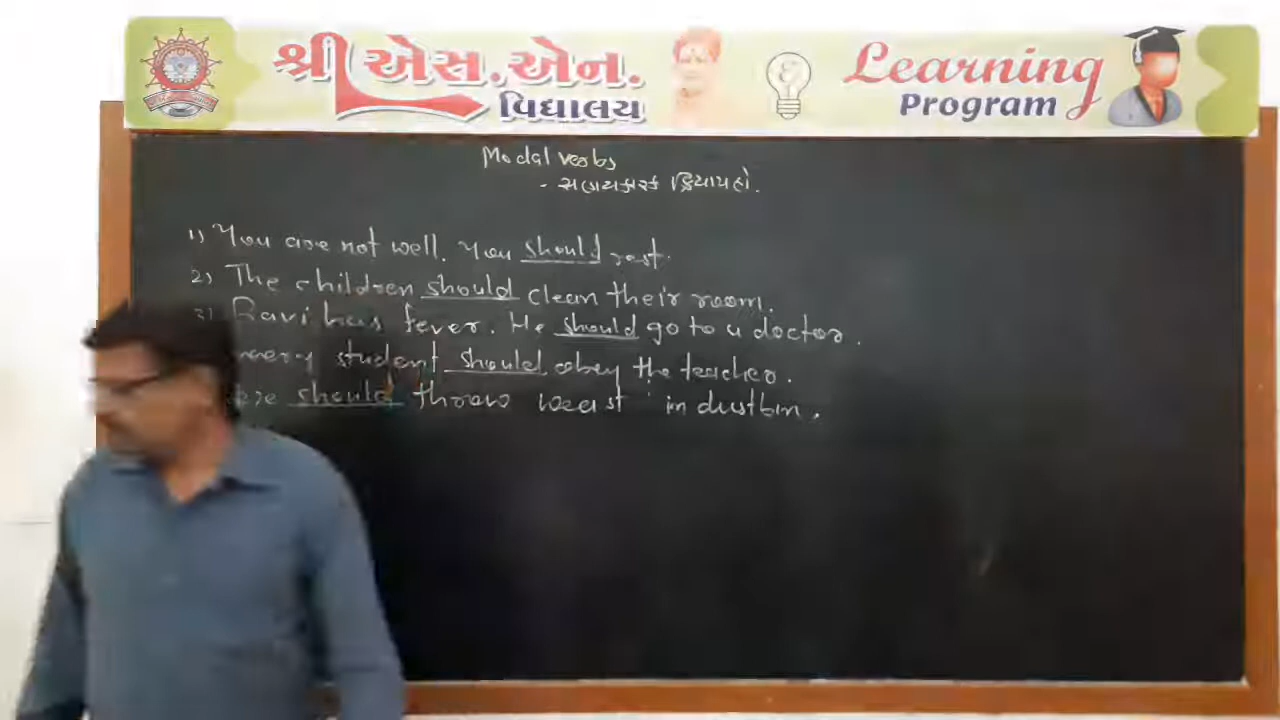 શ્રી એસ.એન. વિદ્યાલય
Learning Program
Modal verbs
- સહાયકારક ક્રિયાપદો.
1) You are not well. You should rest.
2) The children should clean their room.
3) Ravi has fever. He should go to a doctor.
student should obey the teacher.
should throw weast in dustbin.